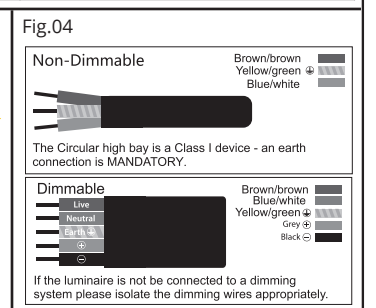 Fig.04
Non-Dimmable
Brown/brown
Yellow/green ⏚
Blue/white
The Circular high bay is a Class I device - an earth
connection is MANDATORY.
Dimmable
Brown/brown
Blue/white
Yellow/green ⏚
Grey ⊕
Black ⊖
Live
Neutral
Earth ⏚
⊕
⊖
If the luminaire is not be connected to a dimming
system please isolate the dimming wires appropriately.